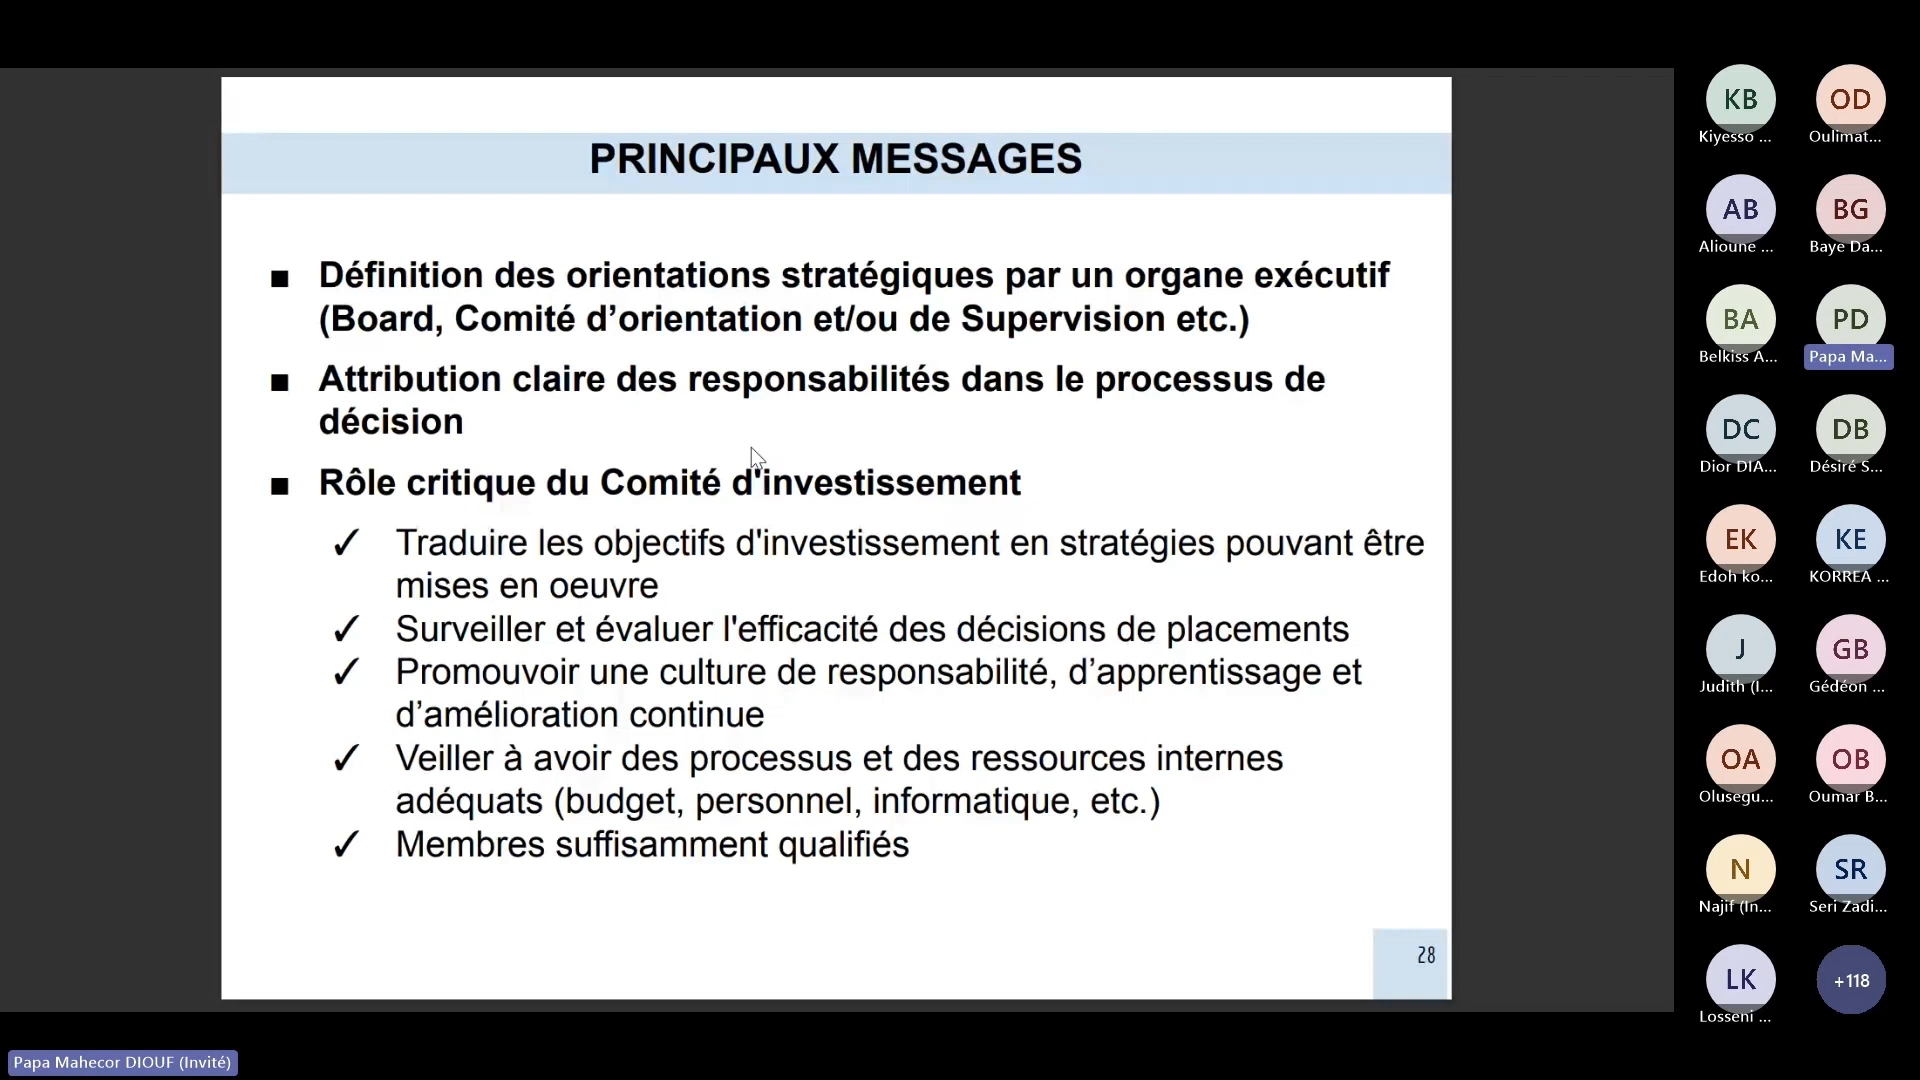 PRINCIPAUX MESSAGES
■ Définition des orientations stratégiques par un organe exécutif
(Board, Comité d’orientation et/ou de Supervision etc.)
■ Attribution claire des responsabilités dans le processus de
décision
■ Rôle critique du Comité d'investissement
✓ Traduire les objectifs d'investissement en stratégies pouvant être
mises en oeuvre
✓ Surveiller et évaluer l'efficacité des décisions de placements
✓ Promouvoir une culture de responsabilité, d’apprentissage et
d’amélioration continue
✓ Veiller à avoir des processus et des ressources internes
adéquats (budget, personnel, informatique, etc.)
✓ Membres suffisamment qualifiés
28
KB
Kiyesso ...
OD
Oulimat...
AB
Alioune ...
BG
Baye Da...
BA
Belkiss A...
PD
Papa Ma...
DC
Dior DIA...
DB
Désiré S...
EK
Edoh ko...
KE
KORREA ...
J
Judith (I...
GB
Gédéon ...
OA
Olusegu...
OB
Oumar B...
N
Najif (In...
SR
Seri Zadi...
LK
Losseni ...
+118
Papa Mahecor DIOUF (Invité)